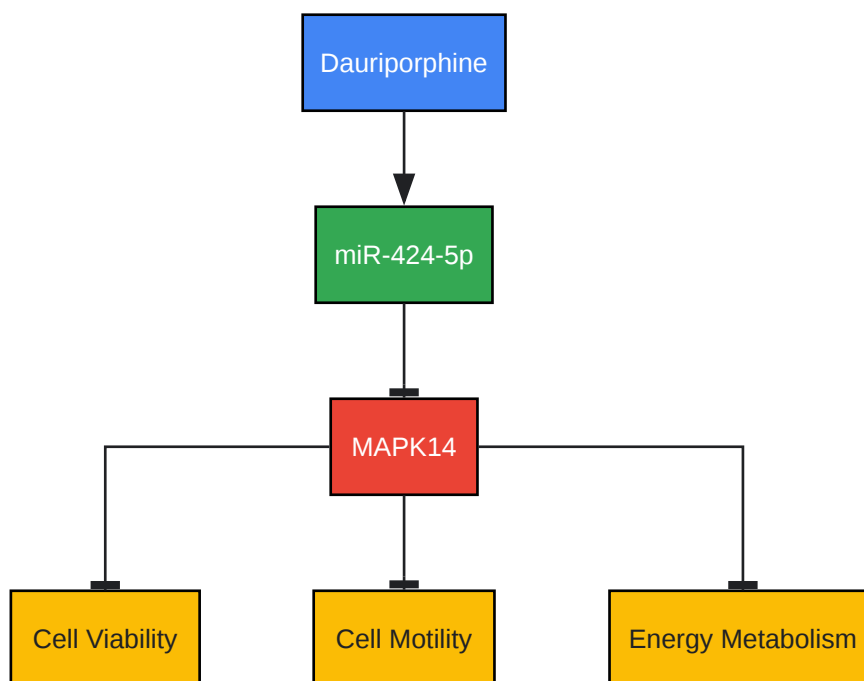 Dauriporphine
miR-424-5p
MAPK14
Cell Viability
Cell Motility
Energy Metabolism